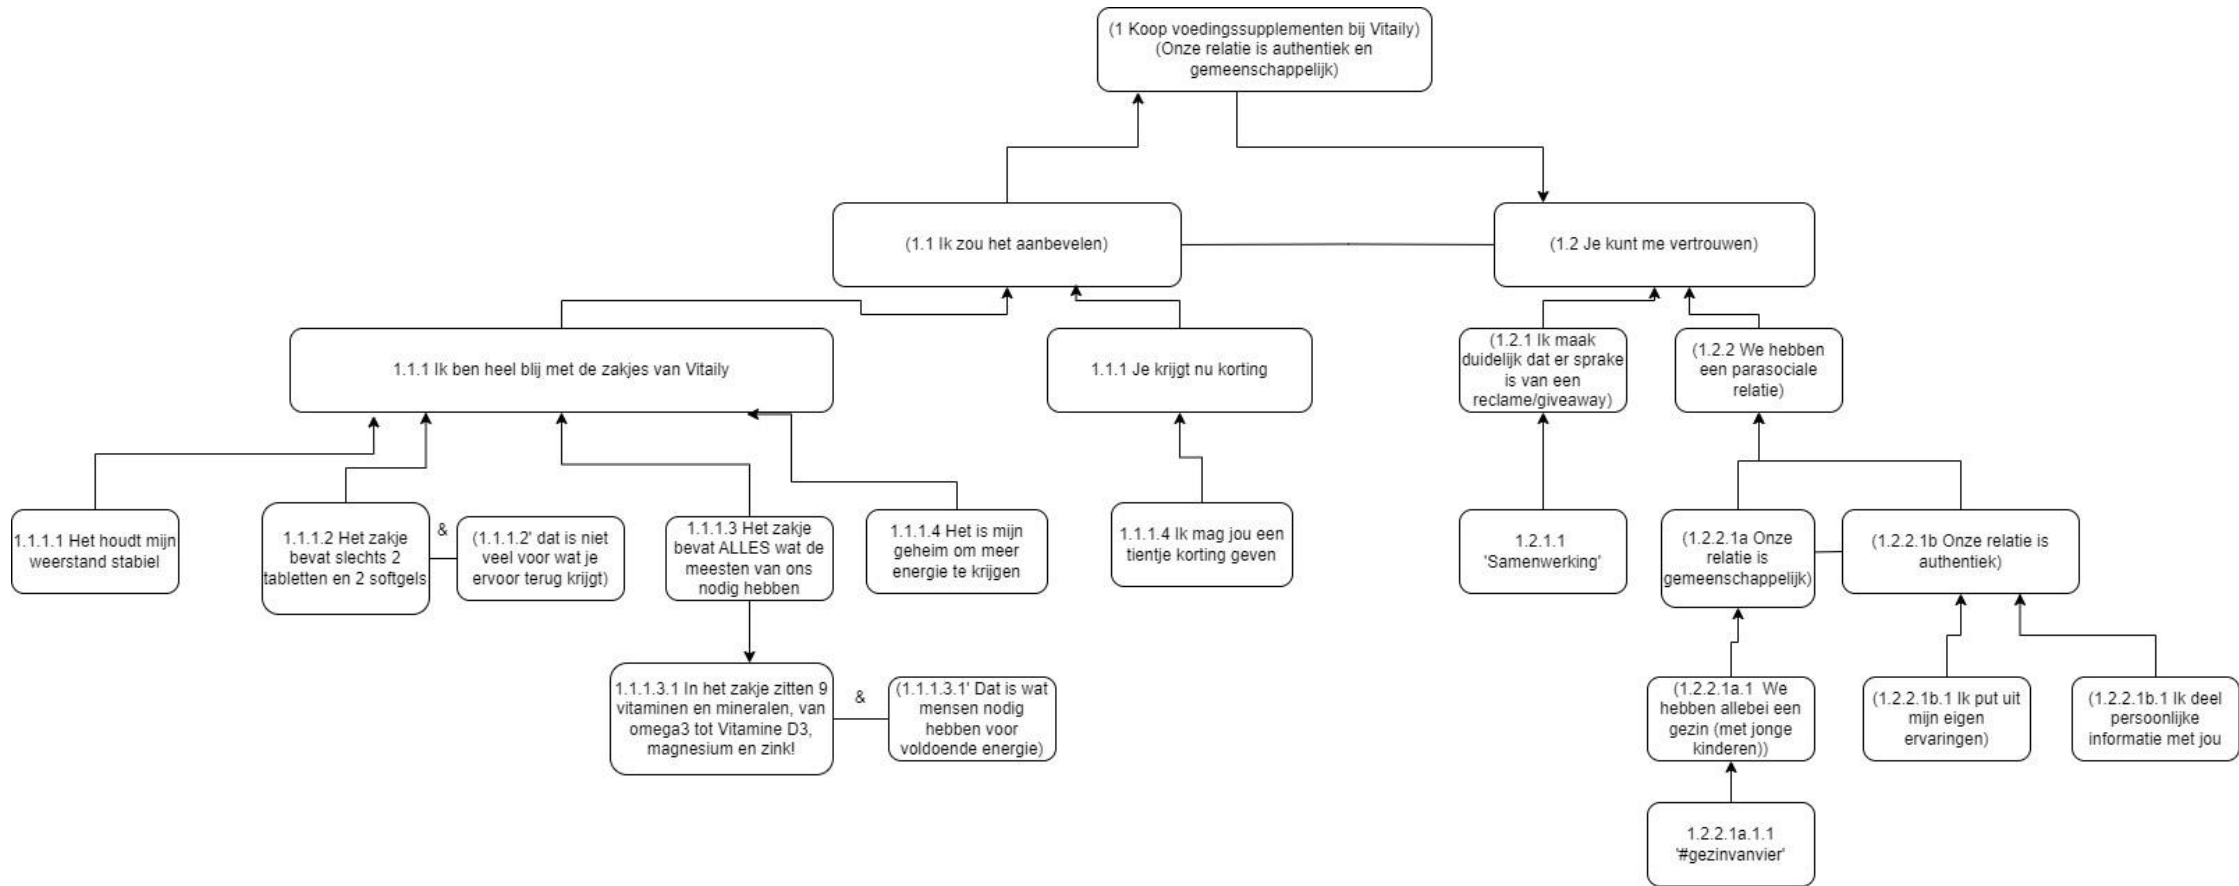 (1 Koop voedingssupplementen bij Vitaily)
(Onze relatie is authentiek en
gemeenschappelijk)
(1.1 Ik zou het aanbevelen)
(1.2 Je kunt me vertrouwen)
1.1.1 Ik ben heel blij met de zakjes van Vitaily
1.1.1 Je krijgt nu korting
(1.2.1 Ik maak
duidelijk dat er sprake
is van een
reclame/giveaway)
(1.2.2 We hebben
een parasociale
relatie)
1.1.1.1 Het houdt mijn
weerstand stabiel
1.1.1.2 Het zakje
bevat slechts 2
tabletten en 2 softgels
&
(1.1.1.2' dat is niet
veel voor wat je
ervoor terug krijgt)
1.1.1.3 Het zakje
bevat ALLES wat de
meesten van ons
nodig hebben
1.1.1.4 Het is mijn
geheim om meer
energie te krijgen
1.1.1.4 Ik mag jou een
tientje korting geven
1.2.1.1
'Samenwerking'
(1.2.2.1a Onze
relatie is
gemeenschappelijk)
(1.2.2.1b Onze relatie is
authentiek)
1.1.1.3.1 In het zakje zitten 9
vitaminen en mineralen, van
omega3 tot Vitamine D3,
magnesium en zink!
&
(1.1.1.3.1' Dat is wat
mensen nodig
hebben voor
voldoende energie)
(1.2.2.1a.1 We
hebben allebei een
gezin (met jonge
kinderen))
(1.2.2.1b.1 Ik put uit
mijn eigen
ervaringen)
(1.2.2.1b.1 Ik deel
persoonlijke
informatie met jou
1.2.2.1a.1.1
'#gezinvanvier'